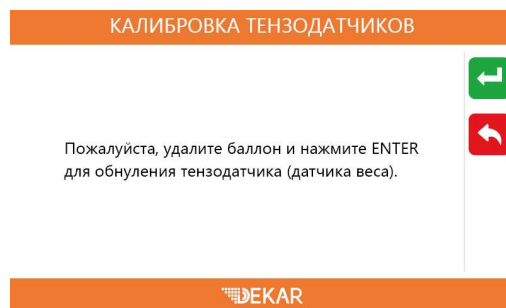 КАЛИБРОВКА ТЕНЗОДАТЧИКОВ
Пожалуйста, удалите баллон и нажмите ENTER
для обнуления тензодатчика (датчика веса).
DEKAR